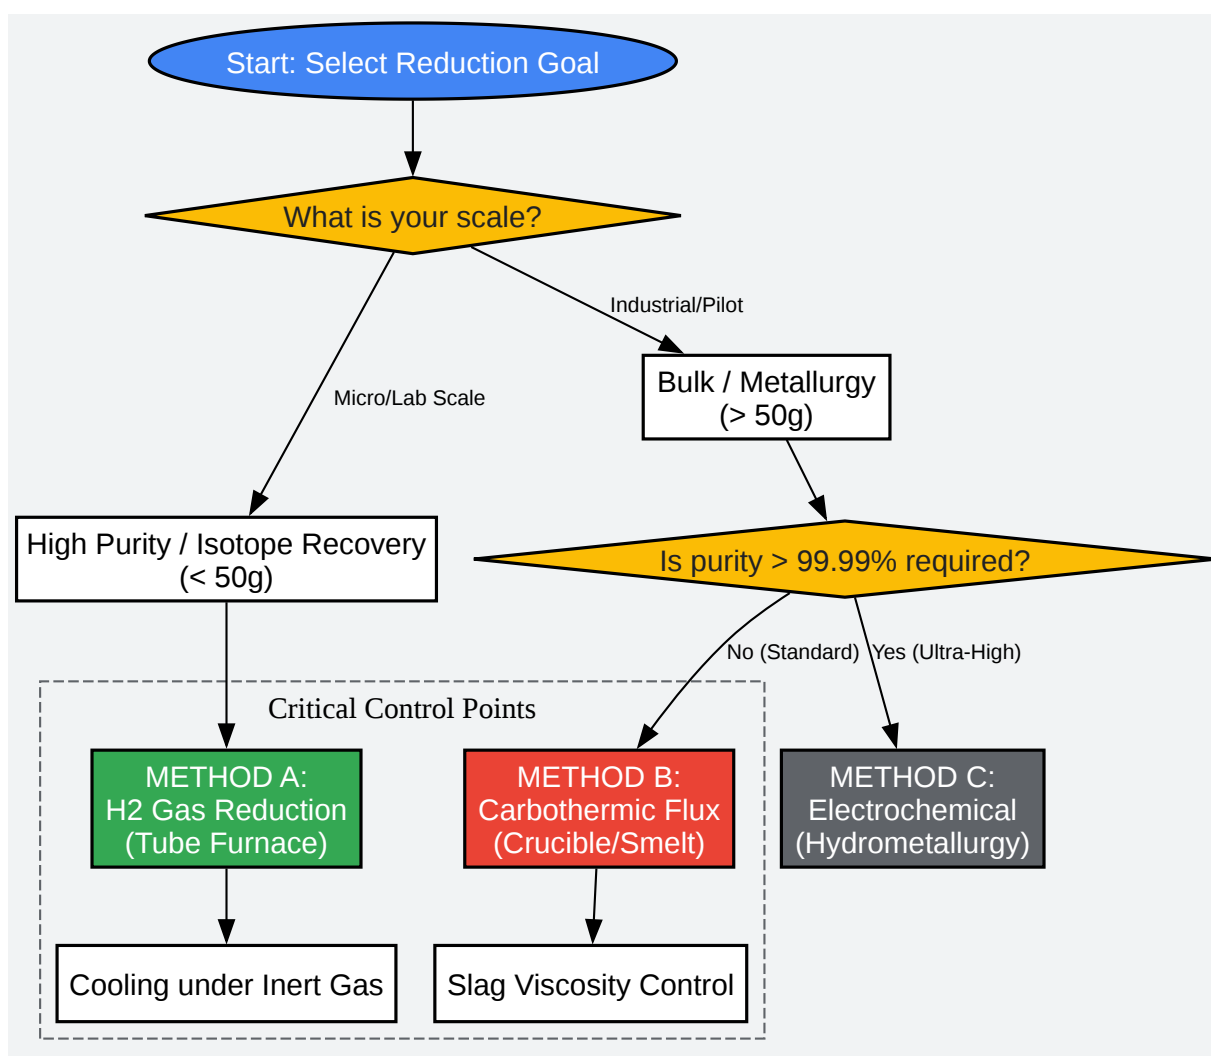 Start: Select Reduction Goal
What is your scale?
Industrial/Pilot
Bulk / Metallurgy
(> 50g)
Micro/Lab Scale
High Purity / Isotope Recovery
(< 50g)
Is purity > 99.99% required?
No (Standard)
Yes (Ultra-High)
Critical Control Points
METHOD A:
H2 Gas Reduction
(Tube Furnace)
METHOD B:
Carbothermic Flux
(Crucible/Smelt)
METHOD C:
Electrochemical
(Hydrometallurgy)
Cooling under Inert Gas
Slag Viscosity Control